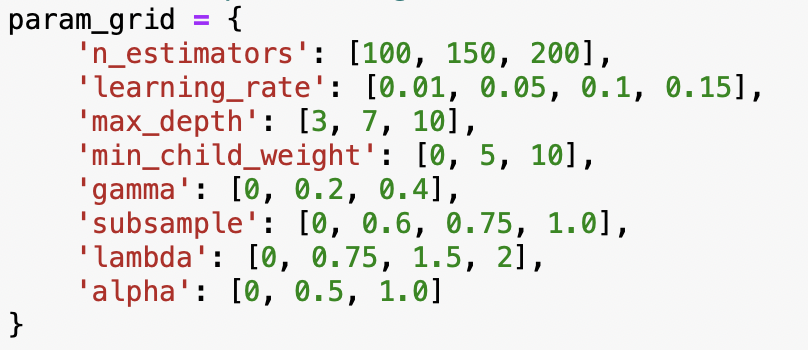 param_grid = {
    'n_estimators': [100, 150, 200],
    'learning_rate': [0.01, 0.05, 0.1, 0.15],
    'max_depth': [3, 7, 10],
    'min_child_weight': [0, 5, 10],
    'gamma': [0, 0.2, 0.4],
    'subsample': [0, 0.6, 0.75, 1.0],
    'lambda': [0, 0.75, 1.5, 2],
    'alpha': [0, 0.5, 1.0]
}